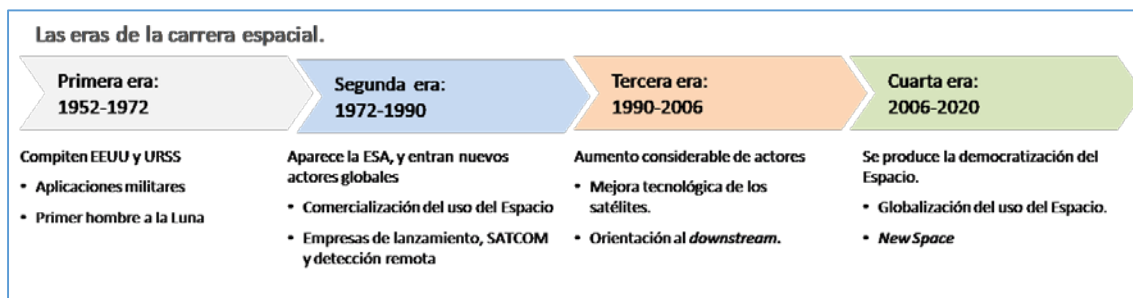 Las eras de la carrera espacial.
Primera era:
1952-1972
Segunda era:
1972-1990
Tercera era:
1990-2006
Cuarta era:
2006-2020
Compiten EEUU y URSS
• Aplicaciones militares
• Primer hombre a la Luna
Aparece la ESA, y entran nuevos
actores globales
• Comercialización del uso del Espacio
• Empresas de lanzamiento, SATCOM
y detección remota
Aumento considerable de actores
• Mejora tecnológica de los
satélites.
• Orientación al downstream.
Se produce la democratización del
Espacio.
• Globalización del uso del Espacio.
• New Space